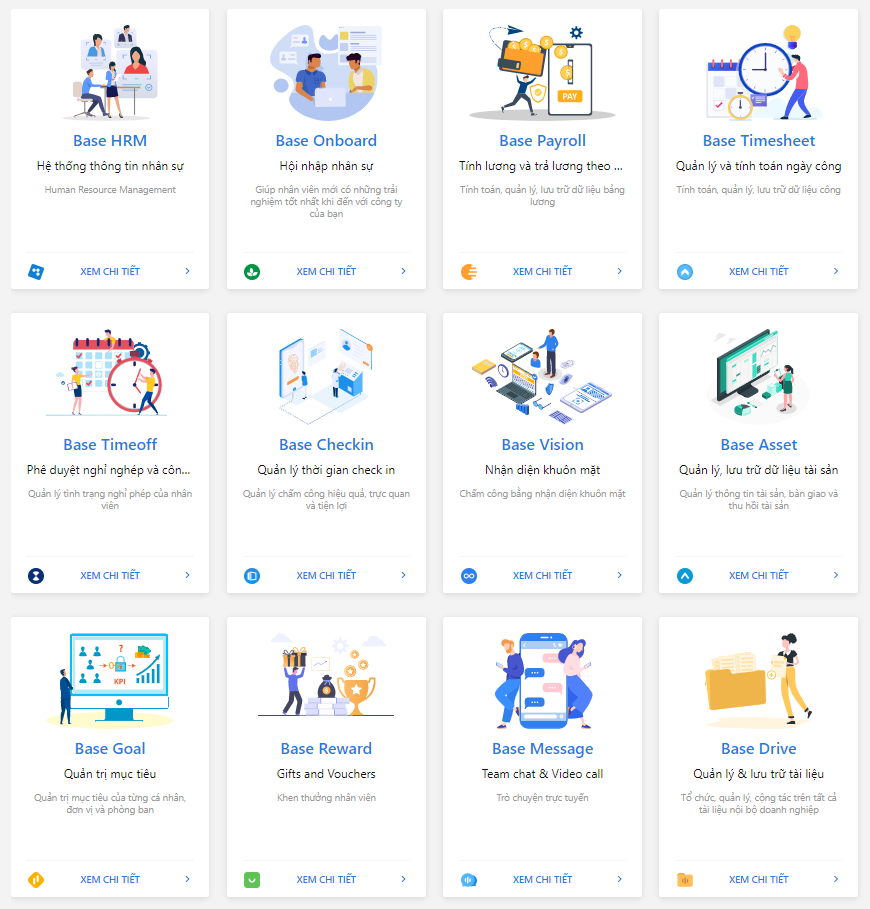 Base HRM
Hệ thống thông tin nhân sự
Human Resource Management
XEM CHI TIẾT
Base Onboard
Hội nhập nhân sự
Giúp nhân viên mới có những trải
nghiệm tốt nhất khi đến với công ty
của bạn
XEM CHI TIẾT
PAY
Base Payroll
Tính lương và trả lương theo ...
Tính toán, quản lý, lưu trữ dữ liệu bảng
lương
XEM CHI TIẾT
Base Timesheet
Quản lý và tính toán ngày công
Tính toán, quản lý, lưu trữ dữ liệu công
XEM CHI TIẾT
Base Timeoff
Phê duyệt nghỉ nghép và côn...
Quản lý tình trạng nghỉ phép của nhân
viên
XEM CHI TIẾT
Base Checkin
Quản lý thời gian check in
Quản lý chấm công hiệu quả, trực quan
và tiện lợi
XEM CHI TIẾT
Base Vision
Nhận diện khuôn mặt
Chấm công bằng nhận diện khuôn mặt
XEM CHI TIẾT
Base Asset
Quản lý, lưu trữ dữ liệu tài sản
Quản lý thông tin tài sản, bàn giao và
thu hồi tài sản
XEM CHI TIẾT
?
KPI
Base Goal
Quản trị mục tiêu
Quản trị mục tiêu của từng cá nhân,
đơn vị và phòng ban
XEM CHI TIẾT
Base Reward
Gifts and Vouchers
Khen thưởng nhân viên
XEM CHI TIẾT
Base Message
Team chat & Video call
Trò chuyện trực tuyến
XEM CHI TIẾT
Base Drive
Quản lý & lưu trữ tài liệu
Tổ chức, quản lý, cộng tác trên tất cả
tài liệu nội bộ doanh nghiệp
XEM CHI TIẾT